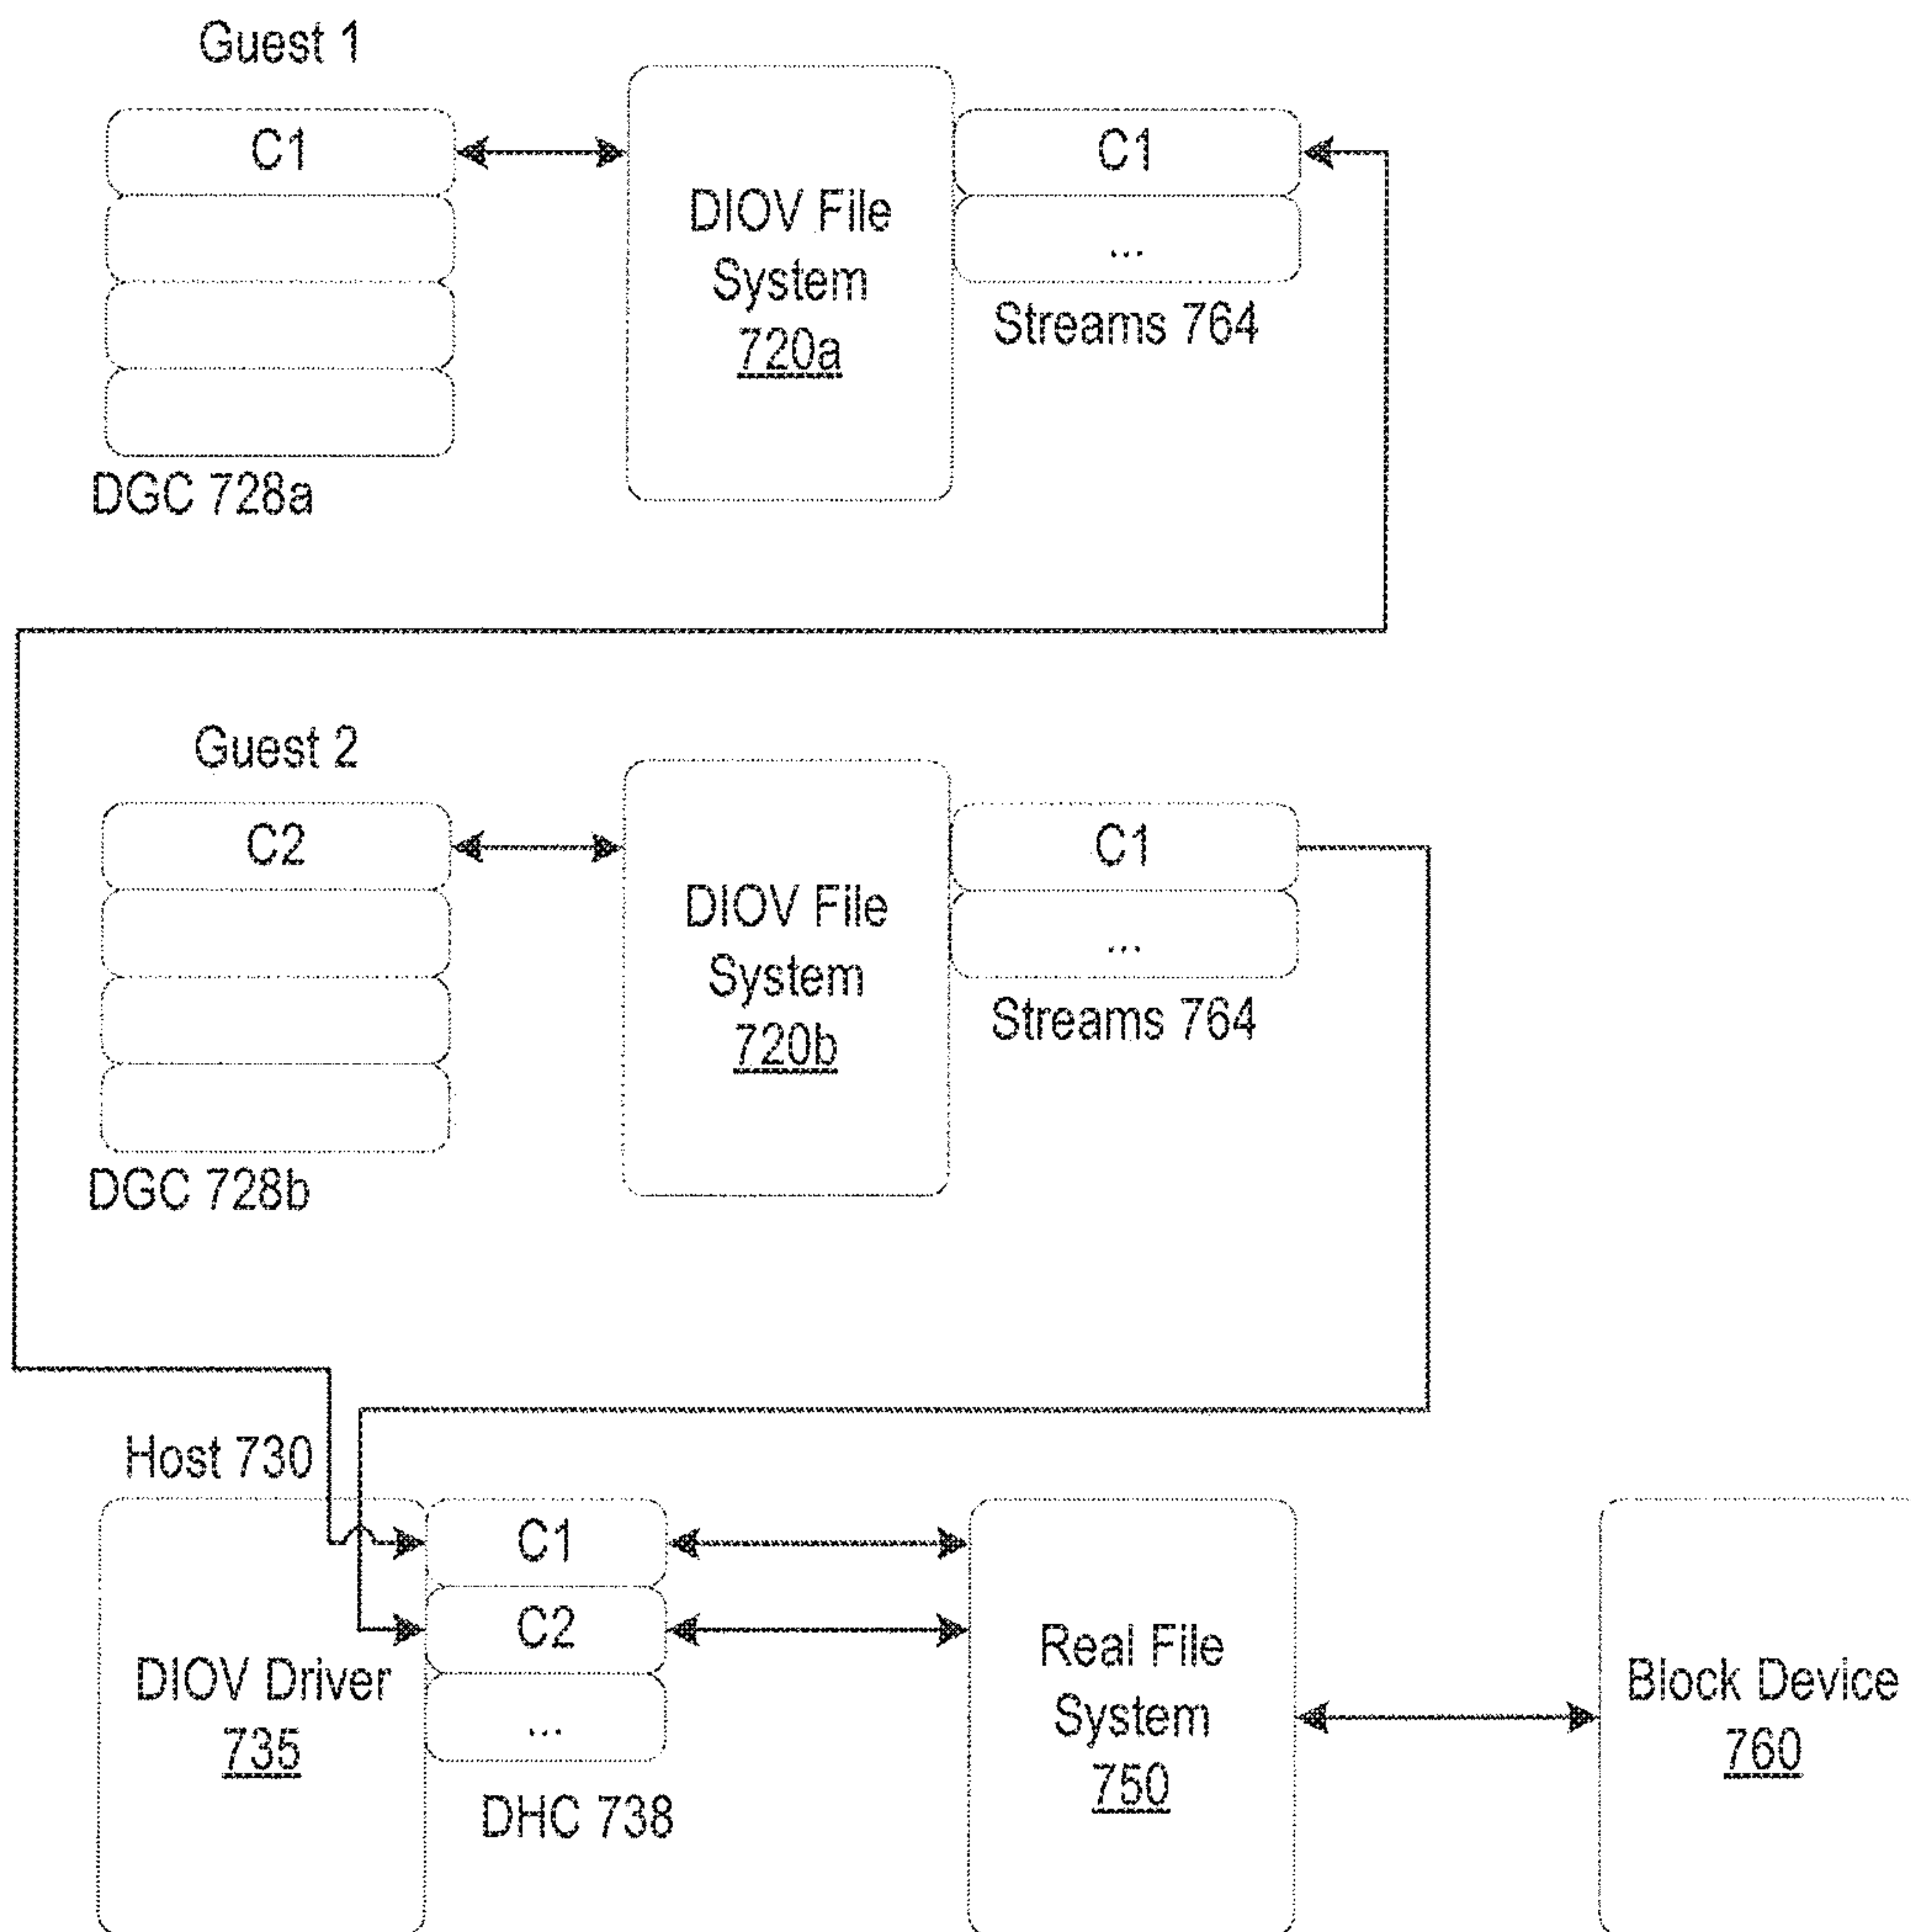 Guest 1
C1
DIOV File
System
720a
C1
...
Streams 764
DGC 728a
Guest 2
C2
DIOV File
System
720b
C1
...
Streams 764
DGC 728b
Host 730
DIOV Driver
735
C1
C2
...
DHC 738
Real File
System
750
Block Device
760